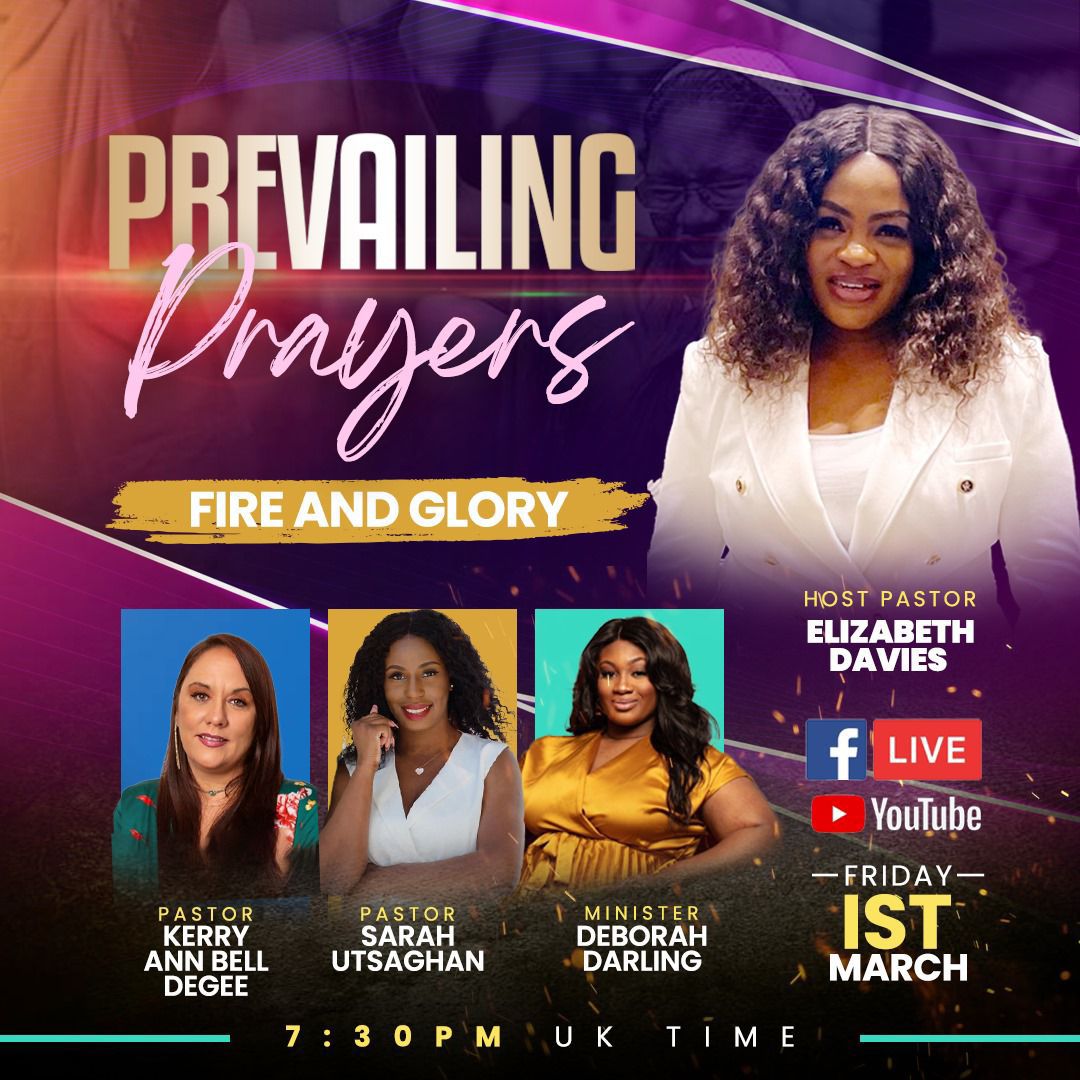 PREVAILING
Prayers
FIRE AND GLORY
HOST PASTOR
ELIZABETH
DAVIES
f LIVE
YouTube
FRIDAY
IST
MARCH
PASTOR
KERRY
ANN BELL
DEGEE
PASTOR
SARAH
UTSAGHAN
MINISTER
DEBORAH
DARLING
7:30PM UK TIME